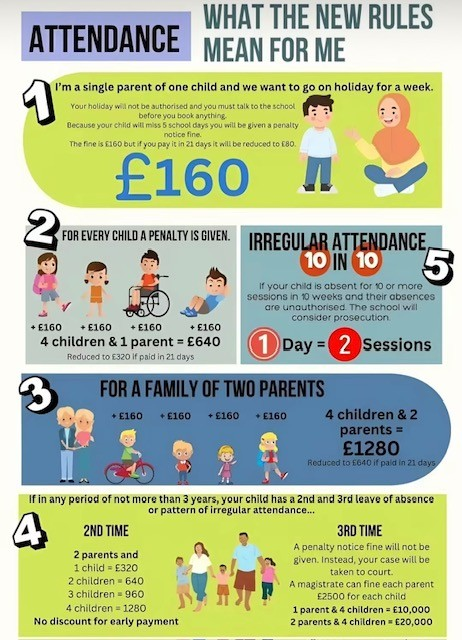 ATTENDANCE
WHAT THE NEW RULES
MEAN FOR ME
1
I'm a single parent of one child and we want to go on holiday for a week.
Your holiday will not be authorised and you must talk to the school
before you book anything.
Because your child will miss 5 school days you will be given a penalty
notice fine.
The fine is £160 but if you pay it in 21 days it will be reduced to £80.
£160
2
FOR EVERY CHILD A PENALTY IS GIVEN.
+ £160
+ £160
+ £160
+ £160
4 children & 1 parent = £640
Reduced to £320 if paid in 21 days
IRREGULAR ATTENDANCE
10 IN 10
5
If your child is absent for 10 or more
sessions in 10 weeks and their absences
are unauthorised. The school will
consider prosecution.
1 Day = 2 Sessions
3
FOR A FAMILY OF TWO PARENTS
+ £160
+ £160
+ £160
+ £160
4 children & 2
parents =
£1280
Reduced to £640 if paid in 21 days
If in any period of not more than 3 years, your child has a 2nd and 3rd leave of absence
or pattern of irregular attendance...
4
2ND TIME
2 parents and
1 child = £320
2 children = 640
3 children = 960
4 children = 1280
No discount for early payment
3RD TIME
A penalty notice fine will not be
given. Instead, your case will be
taken to court.
A magistrate can fine each parent
£2500 for each child
1 parent & 4 children = £10,000
2 parents & 4 children = £20,000